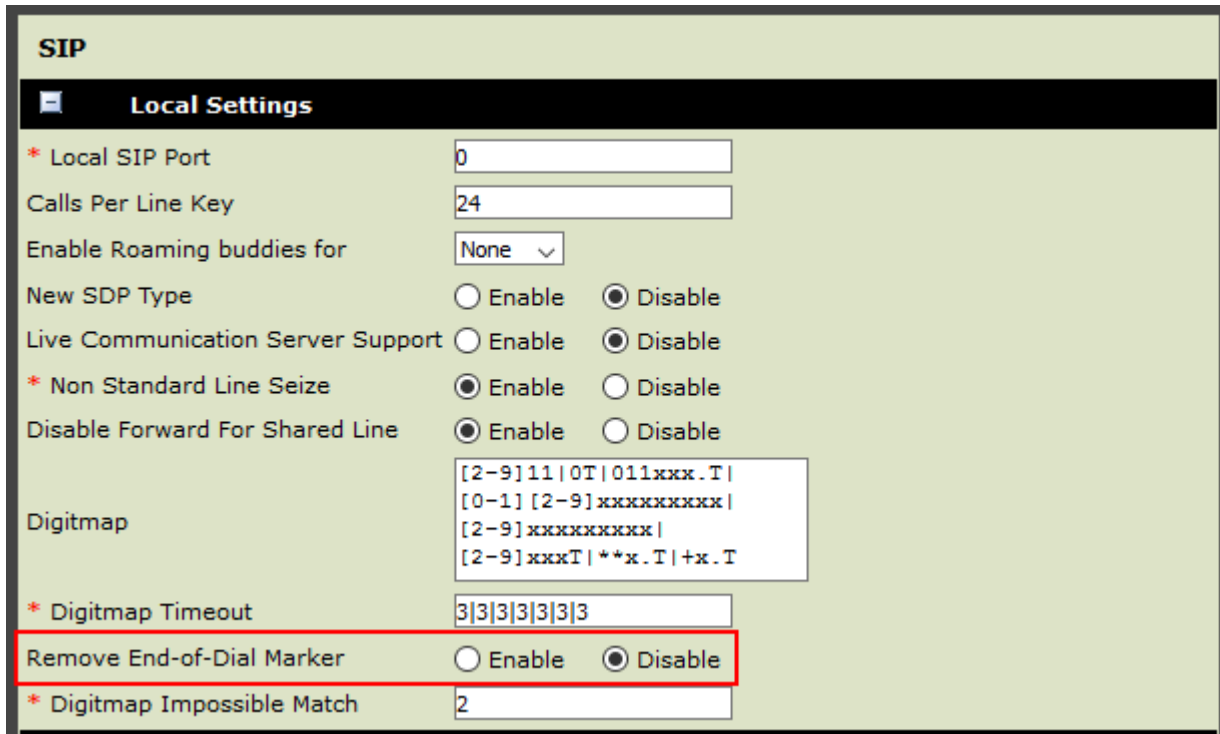 SIP
Local Settings
* Local SIP Port 0
Calls Per Line Key 24
Enable Roaming buddies for None
New SDP Type Enable Disable
Live Communication Server Support Enable Disable
* Non Standard Line Seize Enable Disable
Disable Forward For Shared Line Enable Disable
Digitmap
[2-9]11|0T|011xxx.T|
[0-1][2-9]xxxxxxxxx|
[2-9]xxxxxxxxx|
[2-9]xxxT|**x.T|+x.T
* Digitmap Timeout 3|3|3|3|3|3|3
Remove End-of-Dial Marker Enable Disable
* Digitmap Impossible Match 2